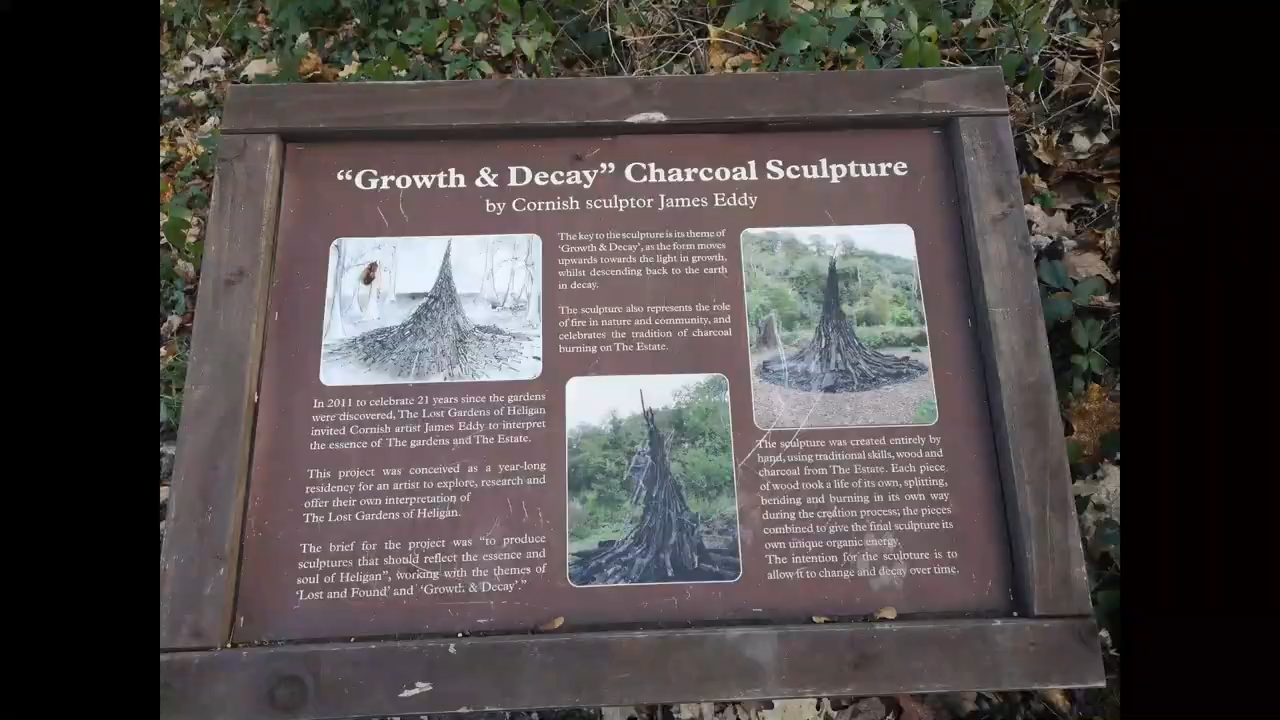 “Growth & Decay” Charcoal Sculpture
by Cornish sculptor James Eddy
In 2011 to celebrate 21 years since the gardens
were discovered, The Lost Gardens of Heligan
invited Cornish artist James Eddy to interpret
the essence of The gardens and The Estate.
This project was conceived as a year-long
residency for an artist to explore, research and
offer their own interpretation of
The Lost Gardens of Heligan.
The brief for the project was “to produce
sculptures that should reflect the essence and
soul of Heligan”, working with the themes of
‘Lost and Found’ and ‘Growth & Decay’.”
The key to the sculpture is its theme of
‘Growth & Decay’, as the form moves
upwards towards the light in growth,
whilst descending back to the earth
in decay.
The sculpture also represents the role
of fire in nature and community, and
celebrates the tradition of charcoal
burning on The Estate.
The sculpture was created entirely by
hand, using traditional skills, wood and
charcoal from The Estate. Each piece
of wood took a life of its own, splitting,
bending and burning in its own way
during the creation process; the pieces
combined to give the final sculpture its
own unique organic energy.
The intention for the sculpture is to
allow it to change and decay over time.